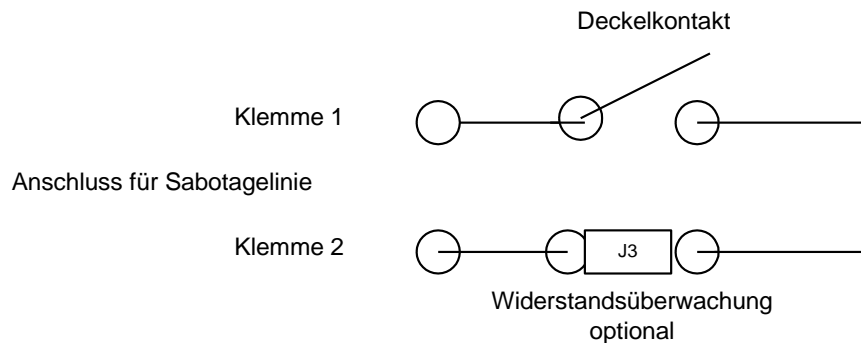 Deckelkontakt
Klemme 1
Anschluss für Sabotagelinie
Klemme 2
J3
Widerstandsüberwachung
optional